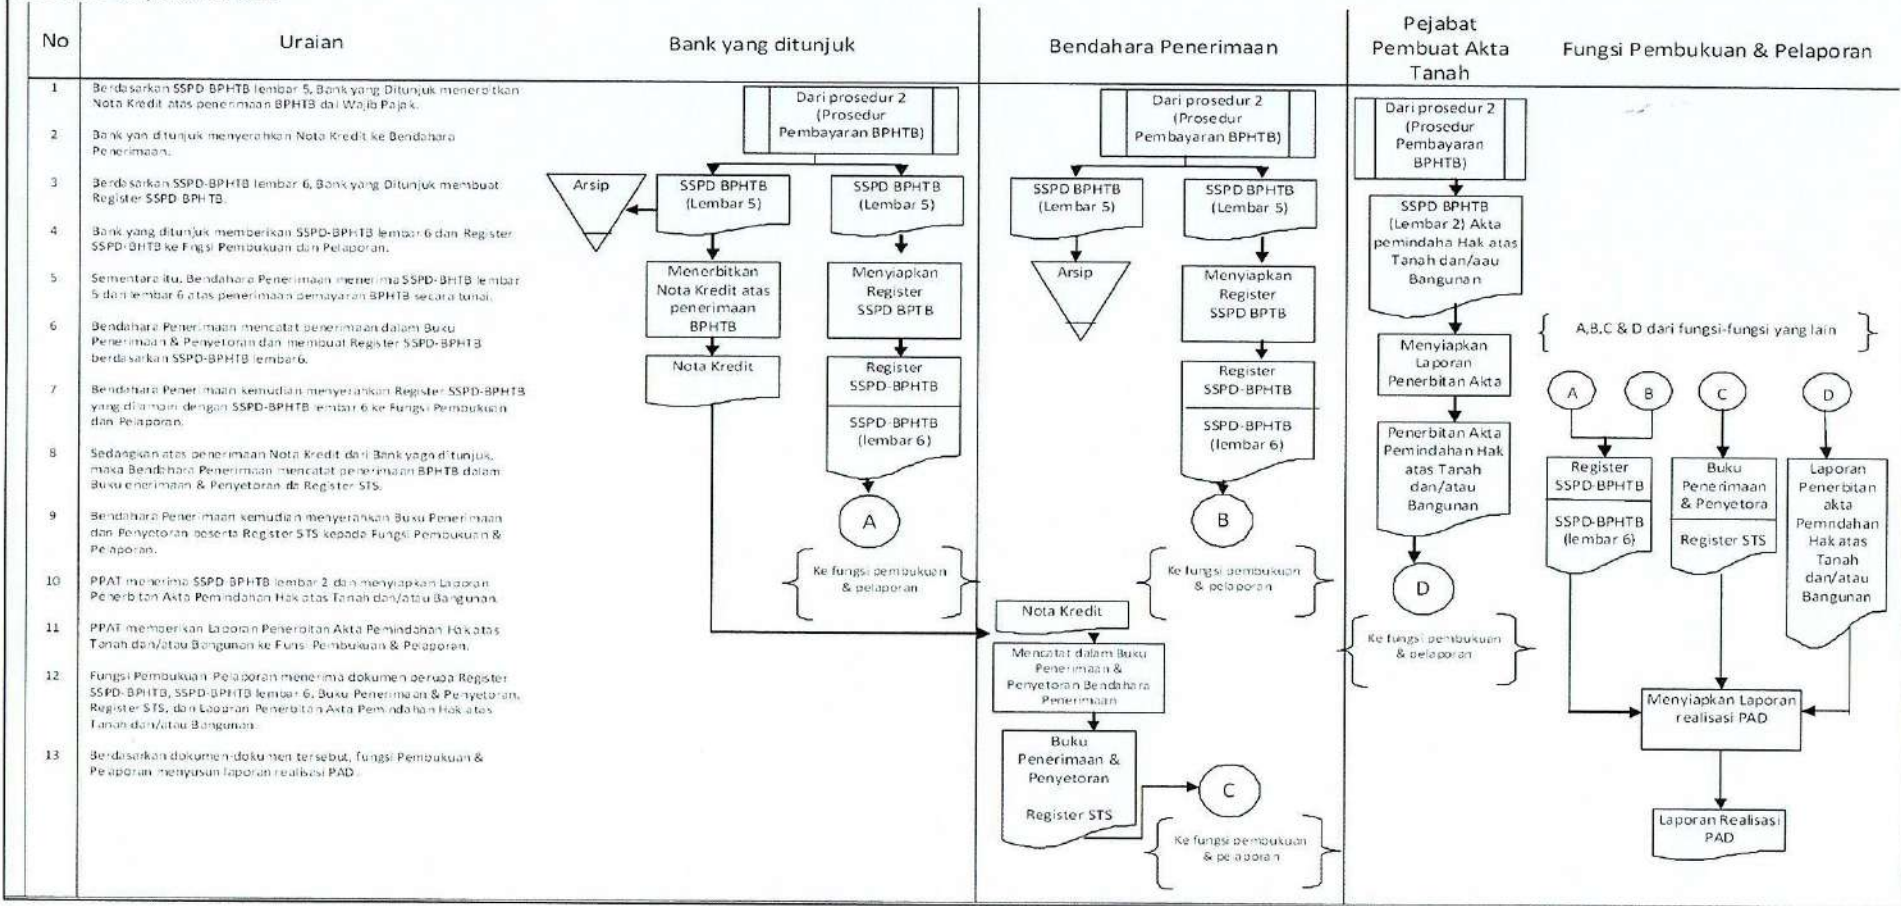 No
Uraian
Bank yang ditunjuk
Bendahara Penerimaan
Pejabat
Pembuat Akta
Tanah
Fungsi Pembukuan & Pelaporan
1
Berdasarkan SSPD BPHTB lembar 5, Bank yang Ditunjuk menerbitkan
Nota Kredit atas penerimaan BPHTB dai Wajib Pajak.
2
Bank yan ditunjuk menyerahkan Nota Kredit ke Bendahara
Penerimaan.
3
Berdasarkan SSPD-BPHTB lembar 6, Bank yang Ditunjuk membuat
Register SSPD-BPHTB.
4
Bank yang ditunjuk memberikan SSPD-BPHTB lembar 6 dan Register
SSPD-BHTB ke Fngsi Pembukuan dan Pelaporan.
5
Sementara itu, Bendahara Penerimaan menerima SSPD-BHTB lembar
5 dan lembar 6 atas penerimaan pemayaran BPHTB secara tunai.
6
Bendahara Penerimaan mencatat penerimaan dalam Buku
Penerimaan & Penyetoran dan membuat Register SSPD-BPHTB
berdasarkan SSPD-BPHTB lembar6.
7
Bendahara Penerimaan kemudian menyerahkan Register SSPD-BPHTB
yang dilampiri dengan SSPD-BPHTB lembar 6 ke Fungsi Pembukuan
dan Pelaporan.
8
Sedangkan atas penerimaan Nota Kredit dari Bank yagn ditunjuk,
maka Bendahara Penerimaan mencatat penerimaan BPHTB dalam
Buku enerimaan & Penyetoran da Register STS.
9
Bendahara Penerimaan kemudian menyerahkan Buku Penerimaan
dan Penyetoran beserta Register STS kepada Fungsi Pembukuan &
Pelaporan.
10
PPAT menerima SSPD BPHTB lembar 2 dan menyiapkan Laporan
Penerbitan Akta Pemindahan Hak atas Tanah dan/atau Bangunan.
11
PPAT memberikan Laporan Penerbitan Akta Pemindahan Hak atas
Tanah dan/atau Bangunan ke Funsi Pembukuan & Pelaporan.
12
Fungsi Pembukuan Pelaporan menerima dokumen berupa Register
SSPD-BPHTB, SSPD-BPHTB lembar 6, Buku Penerimaan & Penyetoran,
Register STS, dan Laporan Penerbitan Akta Pemindahan Hak atas
Tanah dan/atau Bangunan.
13
Berdasarkan dokumen-dokumen tersebut, fungsi Pembukuan &
Pelaporan menyusun laporan realisasi PAD.
Dari prosedur 2
(Prosedur
Pembayaran BPHTB)
Arsip
SSPD BPHTB
(Lembar 5)
SSPD BPHTB
(Lembar 5)
Menerbitkan
Nota Kredit atas
penerimaan
BPHTB
Menyiapkan
Register
SSPD BPTB
Nota Kredit
Register
SSPD-BPHTB
SSPD-BPHTB
(lembar 6)
A
Ke fungsi pembukuan
& pelaporan
Dari prosedur 2
(Prosedur
Pembayaran BPHTB)
SSPD BPHTB
(Lembar 5)
SSPD BPHTB
(Lembar 5)
Arsip
Menyiapkan
Register
SSPD BPTB
Register
SSPD-BPHTB
SSPD-BPHTB
(lembar 6)
B
Ke fungsi pembukuan
& pelaporan
Nota Kredit
Mencatat dalam Buku
Penerimaan &
Penyetoran Bendahara
Penerimaan
Buku
Penerimaan &
Penyetoran
Register STS
C
Ke fungsi pembukuan
& pelaporan
Dari prosedur 2
(Prosedur
Pembayaran
BPHTB)
SSPD BPHTB
(Lembar 2) Akta
pemindaha Hak atas
Tanah dan/aau
Bangunan
Menyiapkan
Laporan
Penerbitan Akta
Penerbitan Akta
Pemindahan Hak
atas Tanah
dan/atau
Bangunan
D
Ke fungsi pembukuan
& pelaporan
A,B,C & D dari fungsi-fungsi yang lain
A
B
C
D
Register
SSPD-BPHTB
SSPD-BPHTB
(lembar 6)
Buku
Penerimaan
& Penyetora
Register STS
Laporan
Penerbitan
akta
Pemndahan
Hak atas
Tanah
dan/atau
Bangunan
Menyiapkan Laporan
realisasi PAD
Laporan Realisasi
PAD